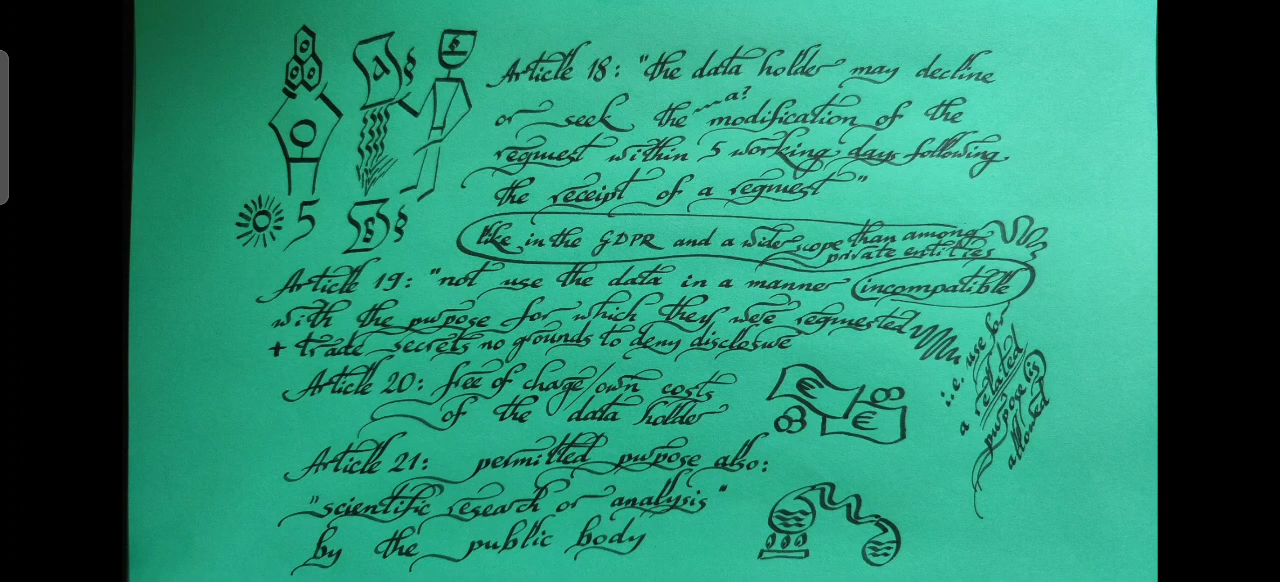 a §
5
§
Article 18: "the data holder may decline
a?
or seek the modification of the
request within 5 working days following
the receipt of a request"
like in the GDPR and a wider scope than among
private entities
Article 19: "not use the data in a manner incompatible
with the purpose for which they were requested
+ trade secrets no grounds to deny disclosure
i.e. use for
a related
purpose is
allowed
Article 20: free of charge/own costs
of the data holder
€
€
Article 21: permitted purpose also:
"scientific research or analysis"
by the public body